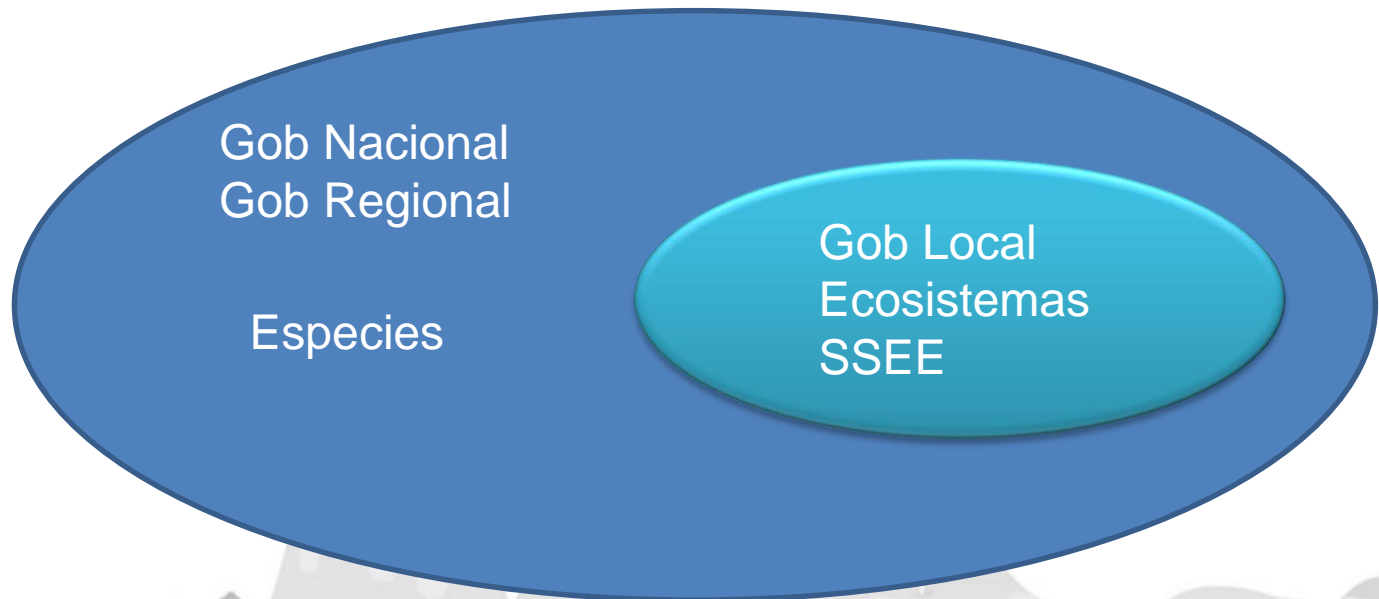 Gob Nacional
Gob Regional
Especies
Gob Local
Ecosistemas
SSEE